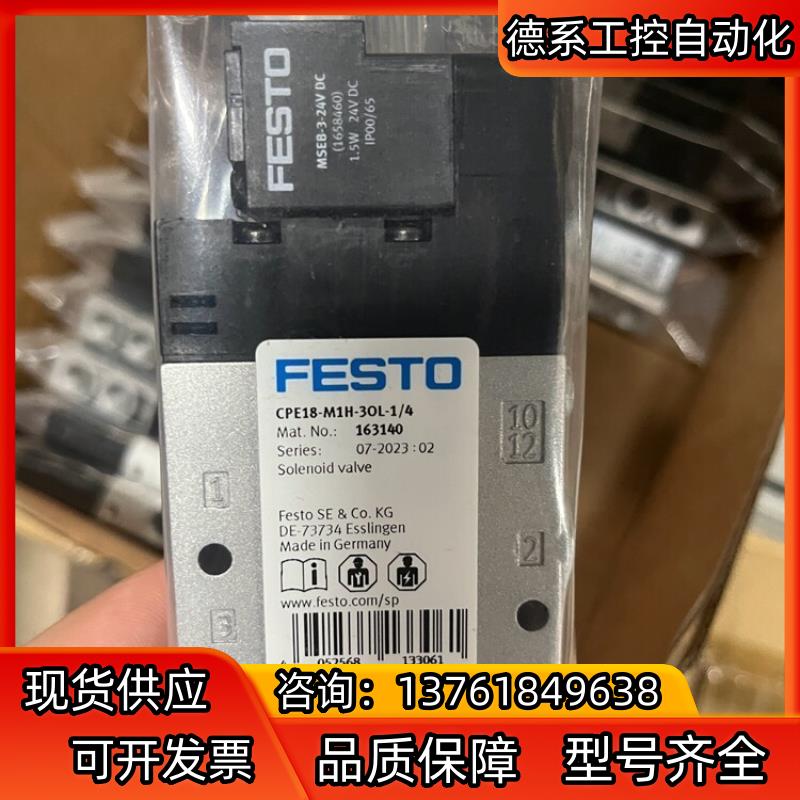 德系工控自动化
FESTO
MSEB-3-24V DC
(1658460)
1.5W 24V DC
IP00/65
FESTO
CPE18-M1H-3OL-1/4
Mat. No.: 163140
Series: 07-2023 : 02
Solenoid valve
Festo SE & Co. KG
DE-73734 Esslingen
Made in Germany
www.festo.com/sp
4 052568 133061
10
12
1
2
3
现货供应
咨询：13761849638
可开发票 品质保障 型号齐全